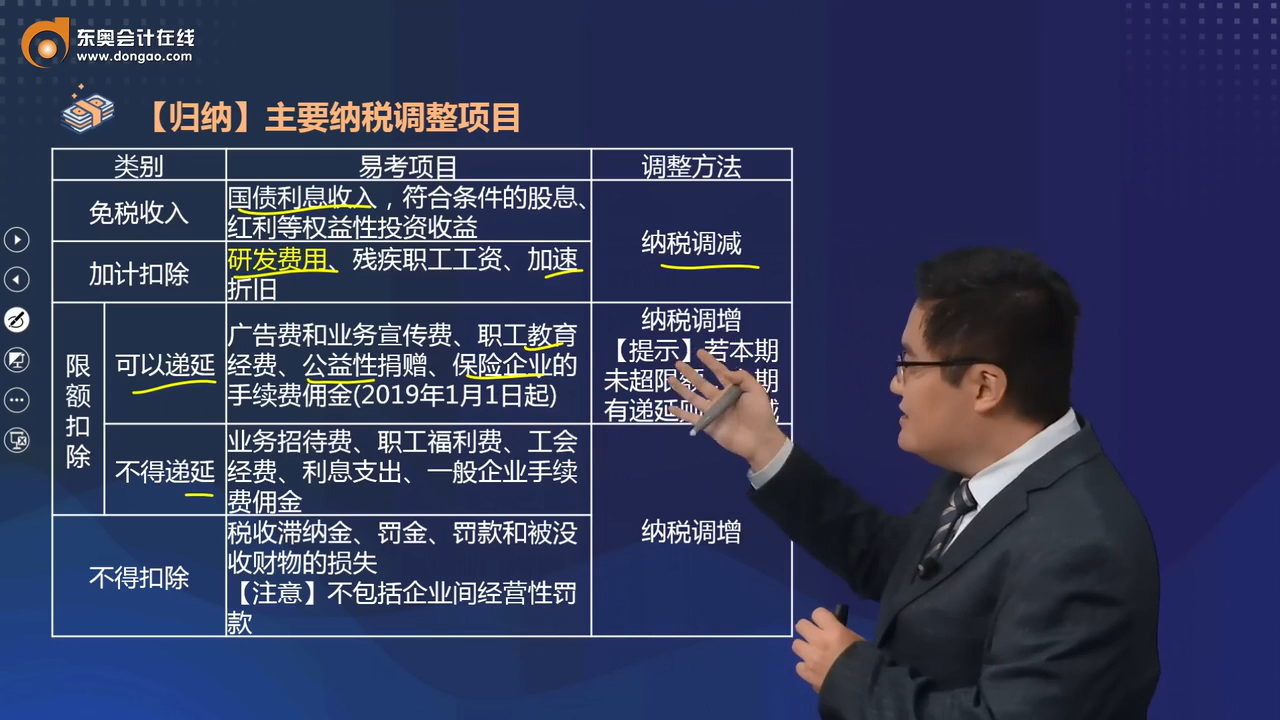 东奥会计在线
www.dongao.com
【归纳】主要纳税调整项目
类别
易考项目
调整方法
免税收入
国债利息收入，符合条件的股息、
红利等权益性投资收益
纳税调减
加计扣除
研发费用、残疾职工工资、加速
折旧
限
额
扣
除
可以递延
广告费和业务宣传费、职工教育
经费、公益性捐赠、保险企业的
手续费佣金(2019年1月1日起)
纳税调增
【提示】若本期
未超限 期
有递延
不得递延
业务招待费、职工福利费、工会
经费、利息支出、一般企业手续
费佣金
不得扣除
税收滞纳金、罚金、罚款和被没
收财物的损失
【注意】不包括企业间经营性罚
款
纳税调增